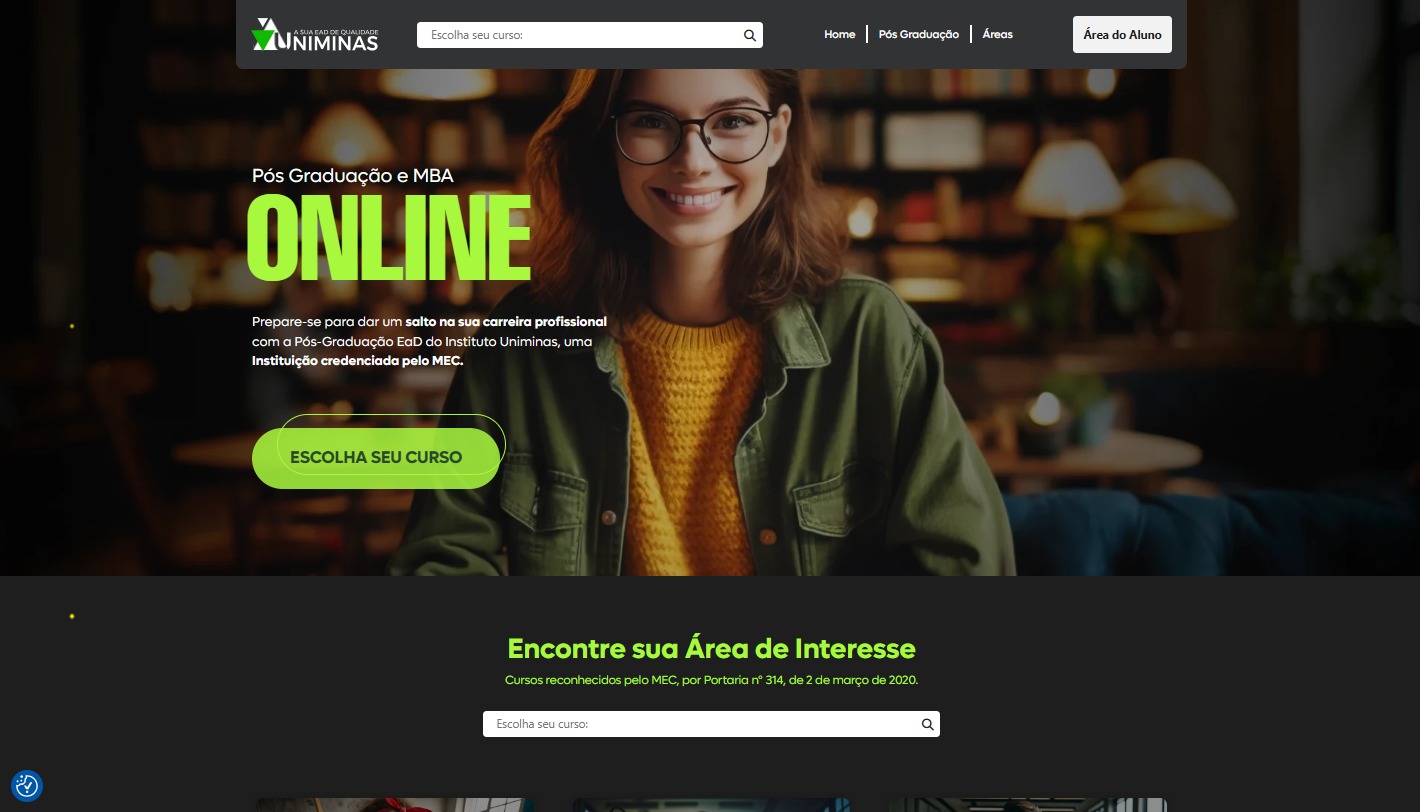 A SUA EAD DE QUALIDADE
UNIMINAS
Escolha seu curso:
Home
Pós Graduação
Áreas
Área do Aluno
Pós Graduação e MBA
ONLINE
Prepare-se para dar um salto na sua carreira profissional
com a Pós-Graduação EaD do Instituto Uniminas, uma
Instituição credenciada pelo MEC.
ESCOLHA SEU CURSO
Encontre sua Área de Interesse
Cursos reconhecidos pelo MEC, por Portaria n° 314, de 2 de março de 2020.
Escolha seu curso: